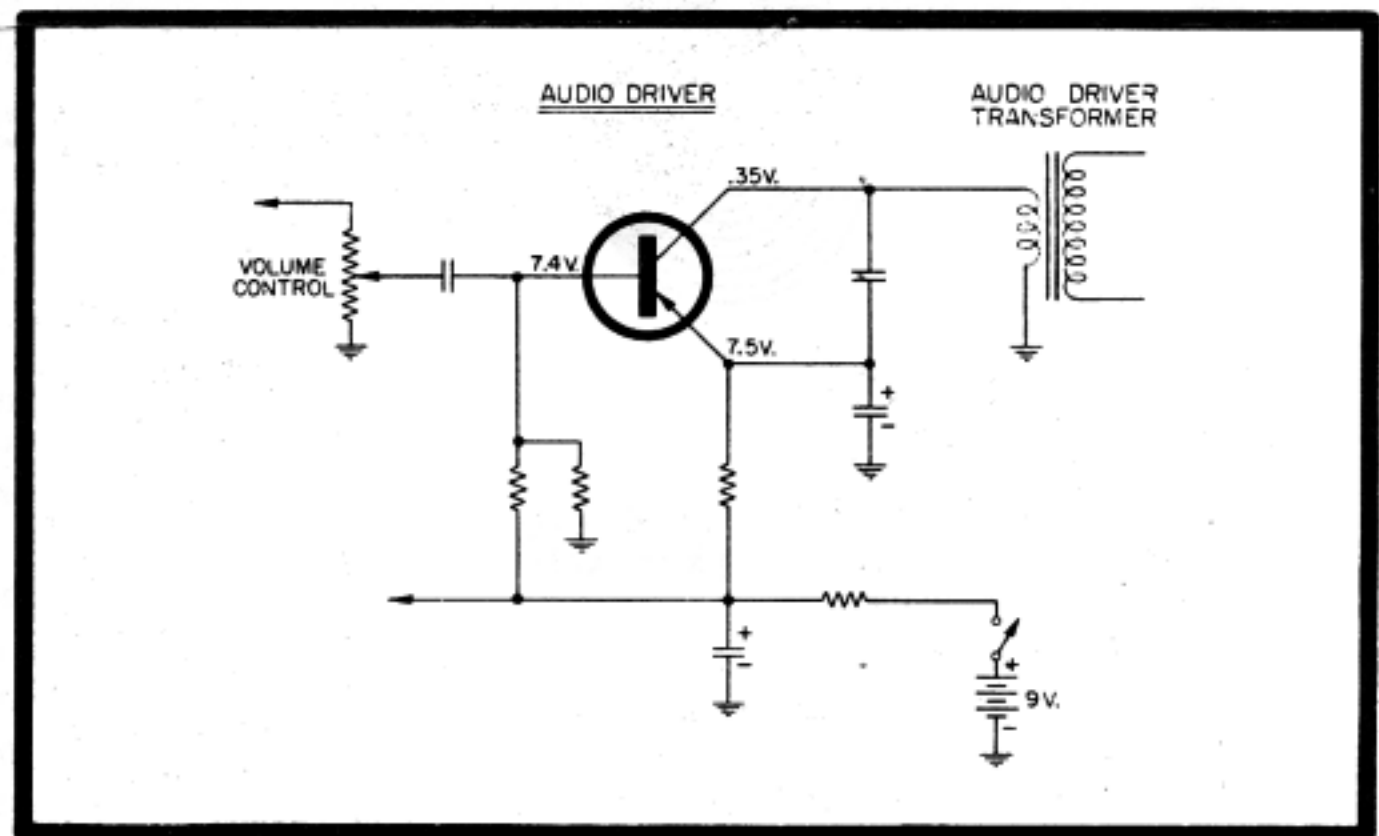 AUDIO DRIVER
AUDIO DRIVER
TRANSFORMER
.35V.
VOLUME
CONTROL
7.4V.
7.5V.
+
-
+
-
+
9V.
-